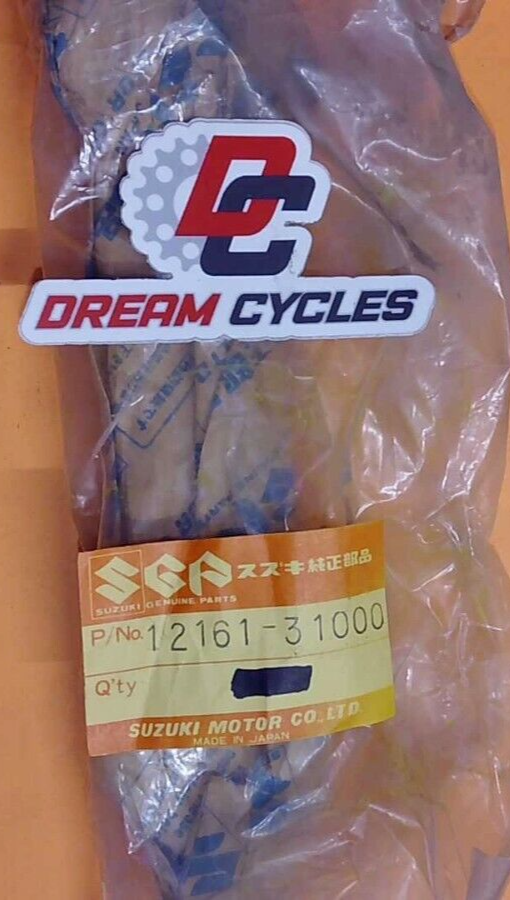 DC
DREAM CYCLES
SGP スズキ純正部品
SUZUKI GENUINE PARTS
P/No. 12161-31000
Q'ty
SUZUKI MOTOR CO.,LTD.
MADE IN JAPAN